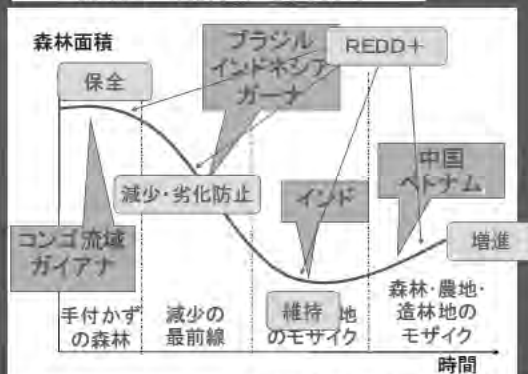 森林面積
ブラジル
インドネシア
ガーナ
REDD+
保全
減少・劣化防止
インド
中国
ベトナム
コンゴ流域
ガイアナ
増進
手付かず
の森林
減少の
最前線
維持
地
のモザイク
森林・農地・
造林地の
モザイク
時間